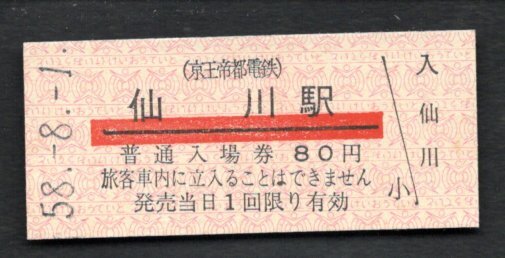 58.-8.-1.
(京王帝都電鉄)
仙川駅
普通入場券 80円
旅客車内に立入ることはできません
発売当日1回限り有効
入仙川
小